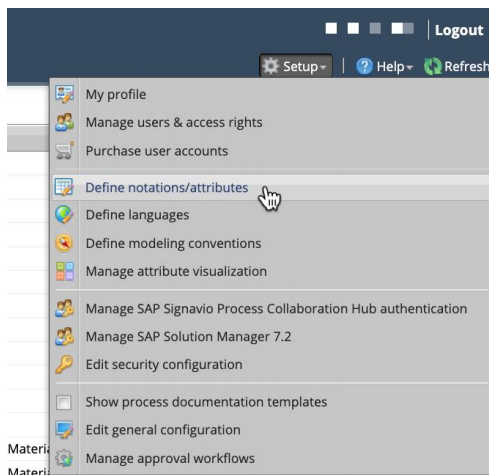 Logout
Setup Help Refresh
My profile
Manage users & access rights
Purchase user accounts
Define notations/attributes
Define languages
Define modeling conventions
Manage attribute visualization
Manage SAP Signavio Process Collaboration Hub authentication
Manage SAP Solution Manager 7.2
Edit security configuration
Show process documentation templates
Edit general configuration
Materia
Manage approval workflows
Materia